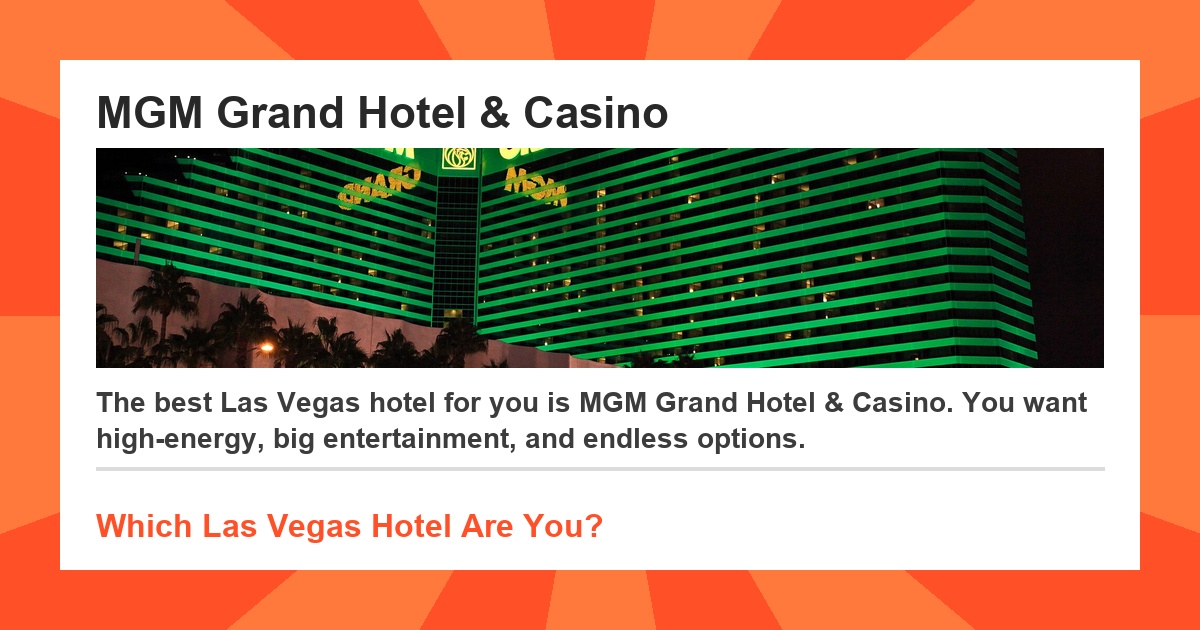 MGM Grand Hotel & Casino
The best Las Vegas hotel for you is MGM Grand Hotel & Casino. You want
high-energy, big entertainment, and endless options.
Which Las Vegas Hotel Are You?